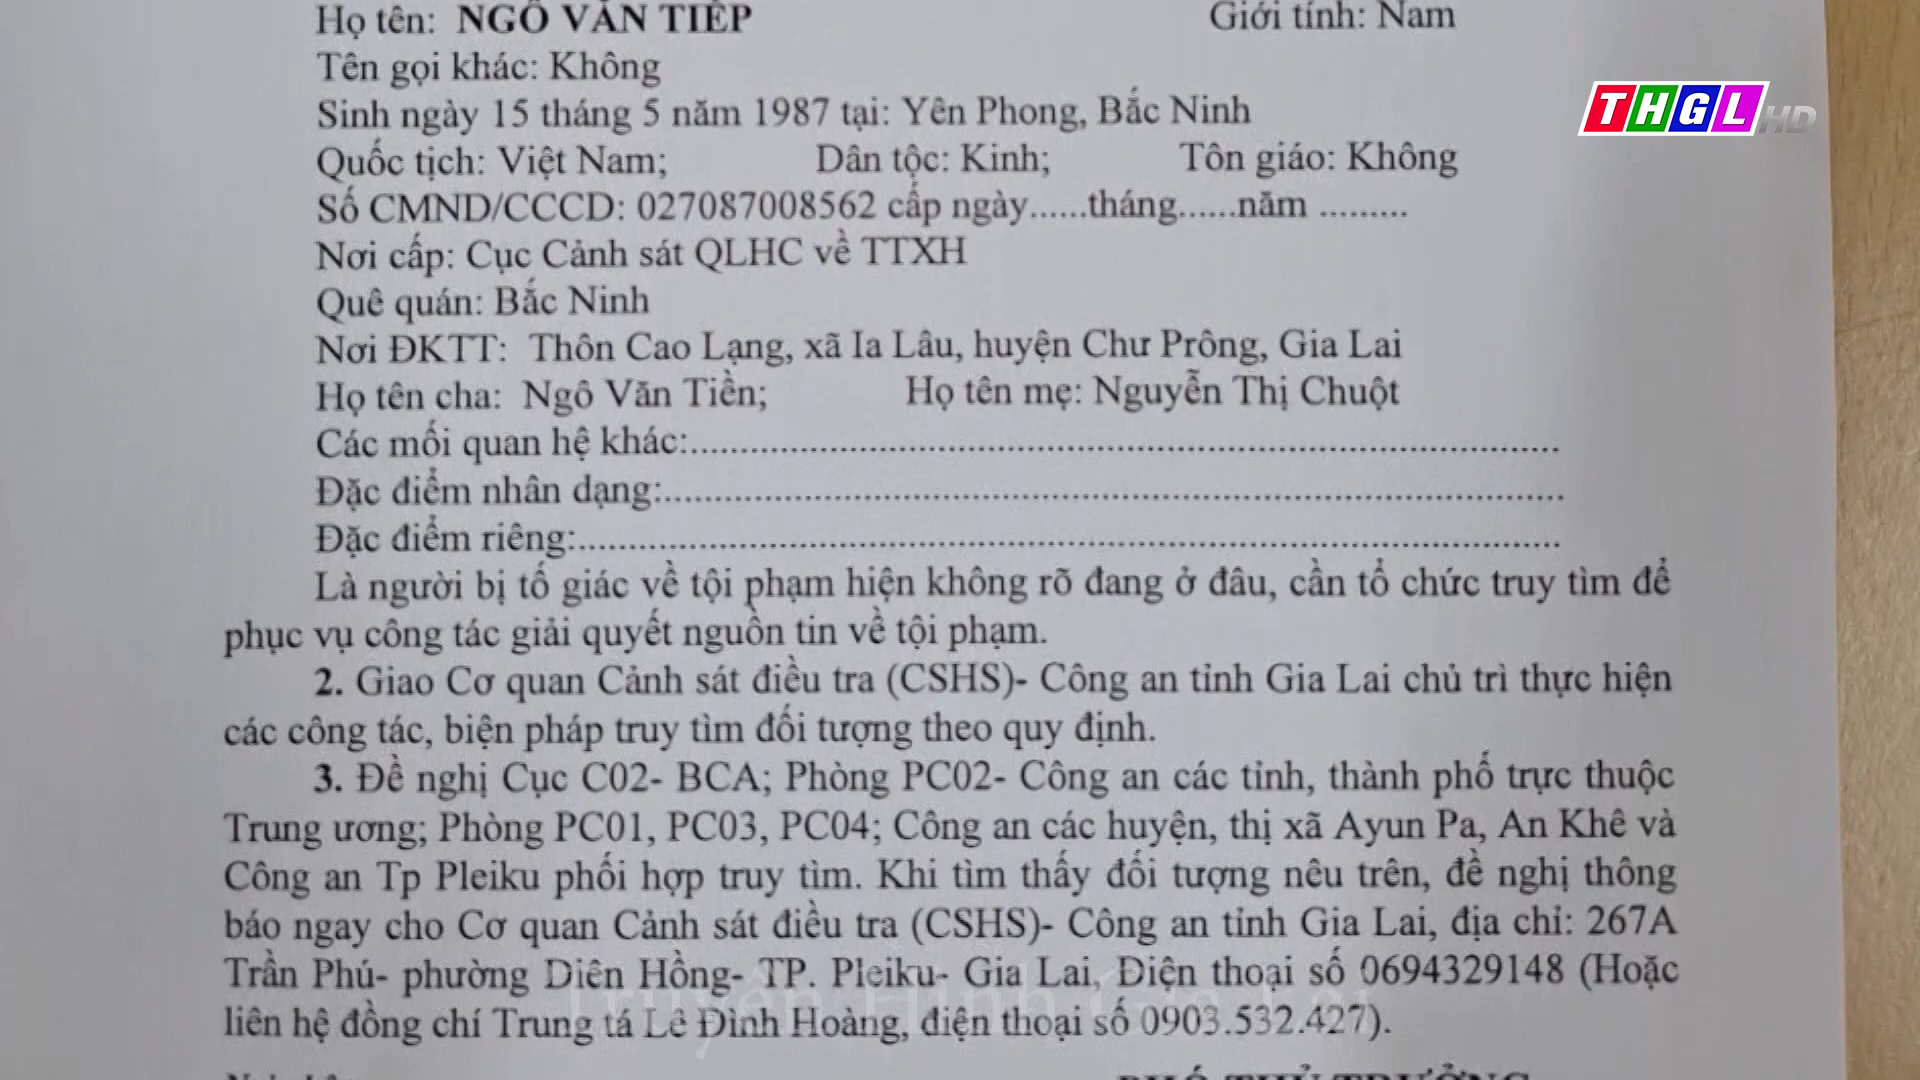 Họ tên: NGÔ VĂN TIẾP Giới tính: Nam
Tên gọi khác: Không
THGL HD
Sinh ngày 15 tháng 5 năm 1987 tại: Yên Phong, Bắc Ninh
Quốc tịch: Việt Nam; Dân tộc: Kinh; Tôn giáo: Không
Số CMND/CCCD: 027087008562 cấp ngày......tháng......năm .........
Nơi cấp: Cục Cảnh sát QLHC về TTXH
Quê quán: Bắc Ninh
Nơi ĐKTT: Thôn Cao Lạng, xã Ia Lâu, huyện Chư Prông, Gia Lai
Họ tên cha: Ngô Văn Tiền; Họ tên mẹ: Nguyễn Thị Chuột
Các mối quan hệ khác:......................................................................................
Đặc điểm nhân dạng:.........................................................................................
Đặc điểm riêng:.................................................................................................
Là người bị tố giác về tội phạm hiện không rõ đang ở đâu, cần tổ chức truy tìm để
phục vụ công tác giải quyết nguồn tin về tội phạm.
2. Giao Cơ quan Cảnh sát điều tra (CSHS)- Công an tỉnh Gia Lai chủ trì thực hiện
các công tác, biện pháp truy tìm đối tượng theo quy định.
3. Đề nghị Cục C02- BCA; Phòng PC02- Công an các tỉnh, thành phố trực thuộc
Trung ương; Phòng PC01, PC03, PC04; Công an các huyện, thị xã Ayun Pa, An Khê và
Công an Tp Pleiku phối hợp truy tìm. Khi tìm thấy đối tượng nêu trên, đề nghị thông
báo ngay cho Cơ quan Cảnh sát điều tra (CSHS)- Công an tỉnh Gia Lai, địa chỉ: 267A
Trần Phú- phường Diên Hồng- TP. Pleiku- Gia Lai, Điện thoại số 0694329148 (Hoặc
Truyền Hình Gia Lai
liên hệ đồng chí Trung tá Lê Đình Hoàng, điện thoại số 0903.532.427).
PHÓ THỦ TRƯỞNG